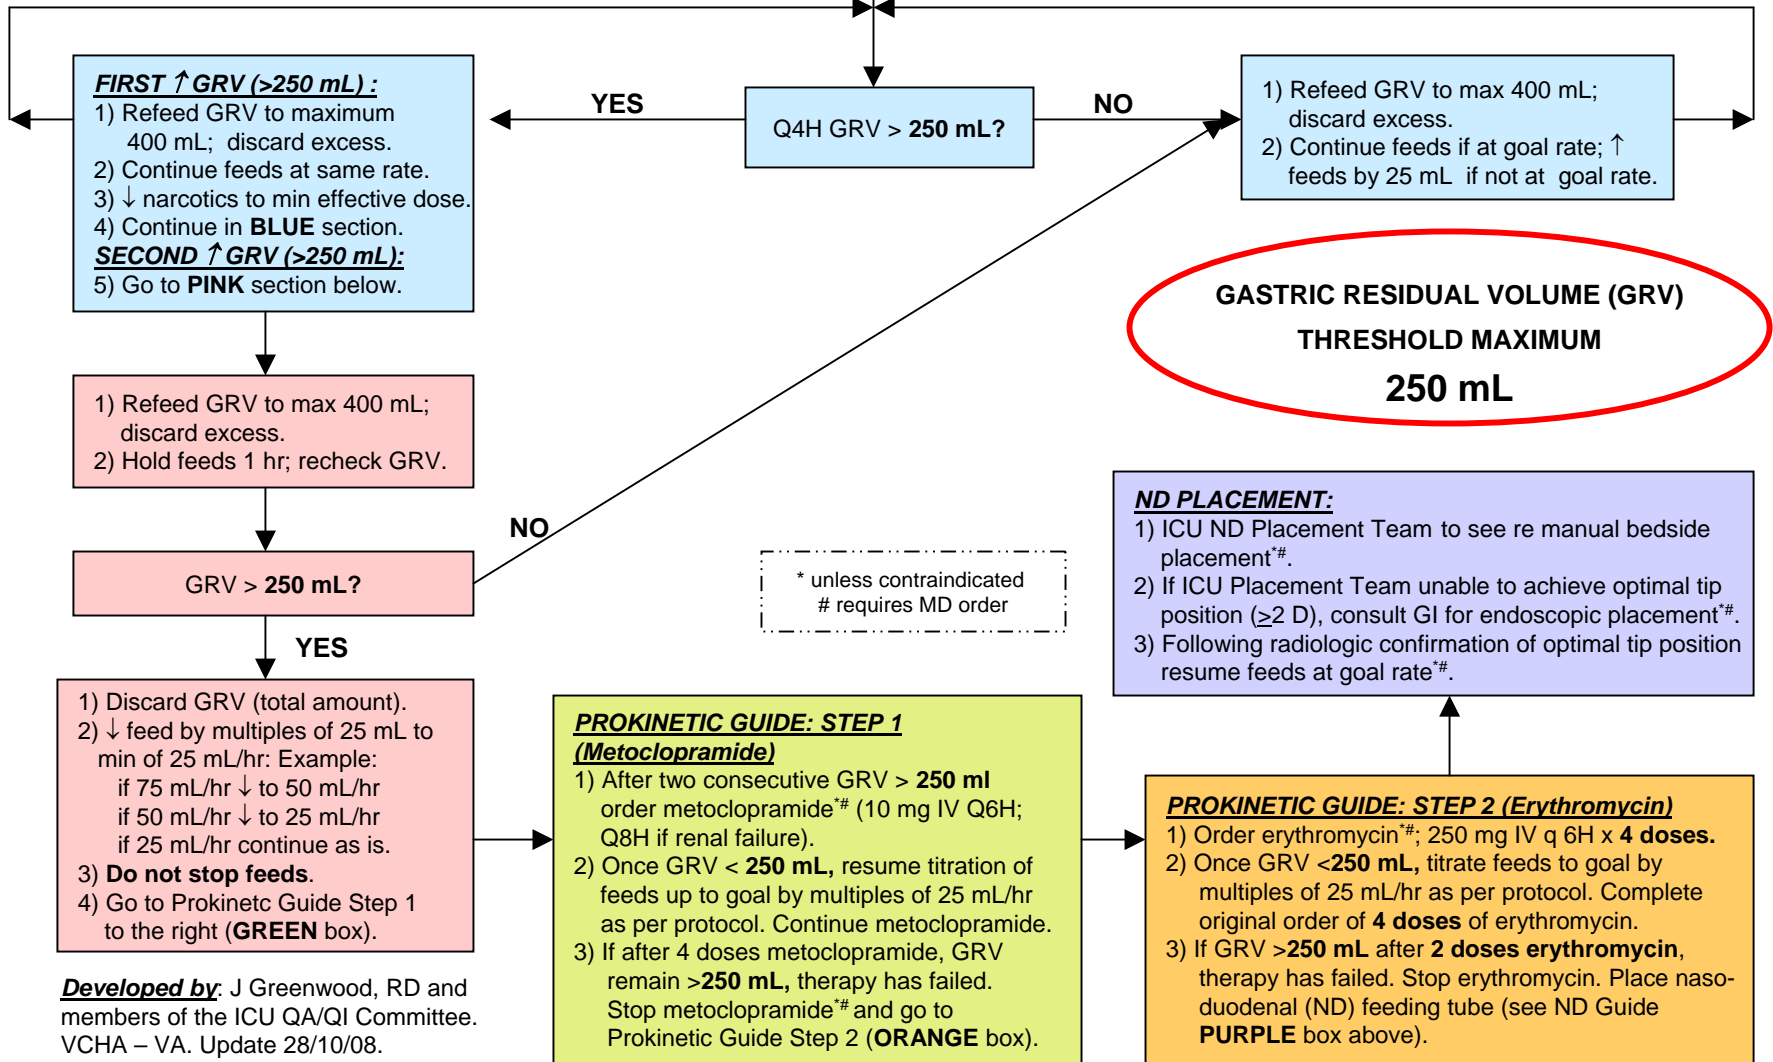 FIRST ↑ GRV (>250 mL) :
1) Refeed GRV to maximum
400 mL; discard excess.
2) Continue feeds at same rate.
3) ↓ narcotics to min effective dose.
4) Continue in BLUE section.
SECOND ↑ GRV (>250 mL):
5) Go to PINK section below.
YES
Q4H GRV > 250 mL?
NO
1) Refeed GRV to max 400 mL;
discard excess.
2) Continue feeds if at goal rate; ↑
feeds by 25 mL if not at goal rate.
GASTRIC RESIDUAL VOLUME (GRV)
THRESHOLD MAXIMUM
250 mL
1) Refeed GRV to max 400 mL;
discard excess.
2) Hold feeds 1 hr; recheck GRV.
NO
GRV > 250 mL?
YES
* unless contraindicated
# requires MD order
ND PLACEMENT:
1) ICU ND Placement Team to see re manual bedside
placement*#.
2) If ICU Placement Team unable to achieve optimal tip
position (≥2 D), consult GI for endoscopic placement*#.
3) Following radiologic confirmation of optimal tip position
resume feeds at goal rate*#.
1) Discard GRV (total amount).
2) ↓ feed by multiples of 25 mL to
min of 25 mL/hr: Example:
if 75 mL/hr ↓ to 50 mL/hr
if 50 mL/hr ↓ to 25 mL/hr
if 25 mL/hr continue as is.
3) Do not stop feeds.
4) Go to Prokinetc Guide Step 1
to the right (GREEN box).
PROKINETIC GUIDE: STEP 1
(Metoclopramide)
1) After two consecutive GRV > 250 ml
order metoclopramide*# (10 mg IV Q6H;
Q8H if renal failure).
2) Once GRV < 250 mL, resume titration of
feeds up to goal by multiples of 25 mL/hr
as per protocol. Continue metoclopramide.
3) If after 4 doses metoclopramide, GRV
remain >250 mL, therapy has failed.
Stop metoclopramide*# and go to
Prokinetic Guide Step 2 (ORANGE box).
PROKINETIC GUIDE: STEP 2 (Erythromycin)
1) Order erythromycin*#; 250 mg IV q 6H x 4 doses.
2) Once GRV <250 mL, titrate feeds to goal by
multiples of 25 mL/hr as per protocol. Complete
original order of 4 doses of erythromycin.
3) If GRV >250 mL after 2 doses erythromycin,
therapy has failed. Stop erythromycin. Place naso-
duodenal (ND) feeding tube (see ND Guide
PURPLE box above).
Developed by: J Greenwood, RD and
members of the ICU QA/QI Committee.
VCHA – VA. Update 28/10/08.